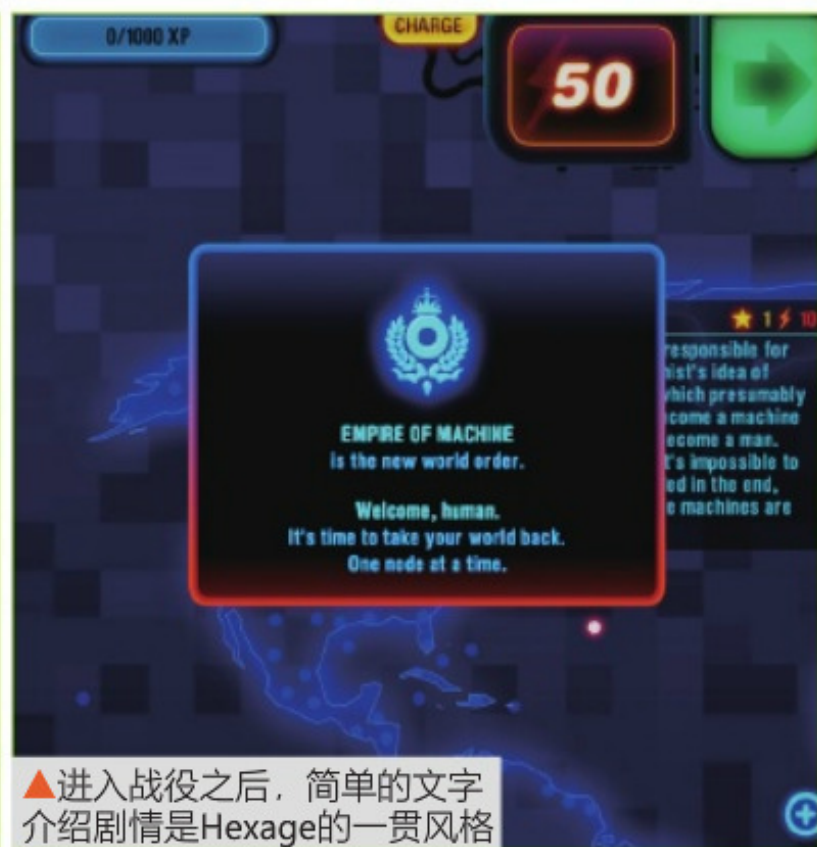 0/1000 XP
CHARGE
50
1 10
EMPIRE OF MACHINE
is the new world order.
Welcome, human.
It's time to take your world back.
One node at a time.
responsible for
idea of
which presumably
a machine
become a man.
it's impossible to
in the end,
machines are
▲进入战役之后，简单的文字
介绍剧情是Hexage的一贯风格